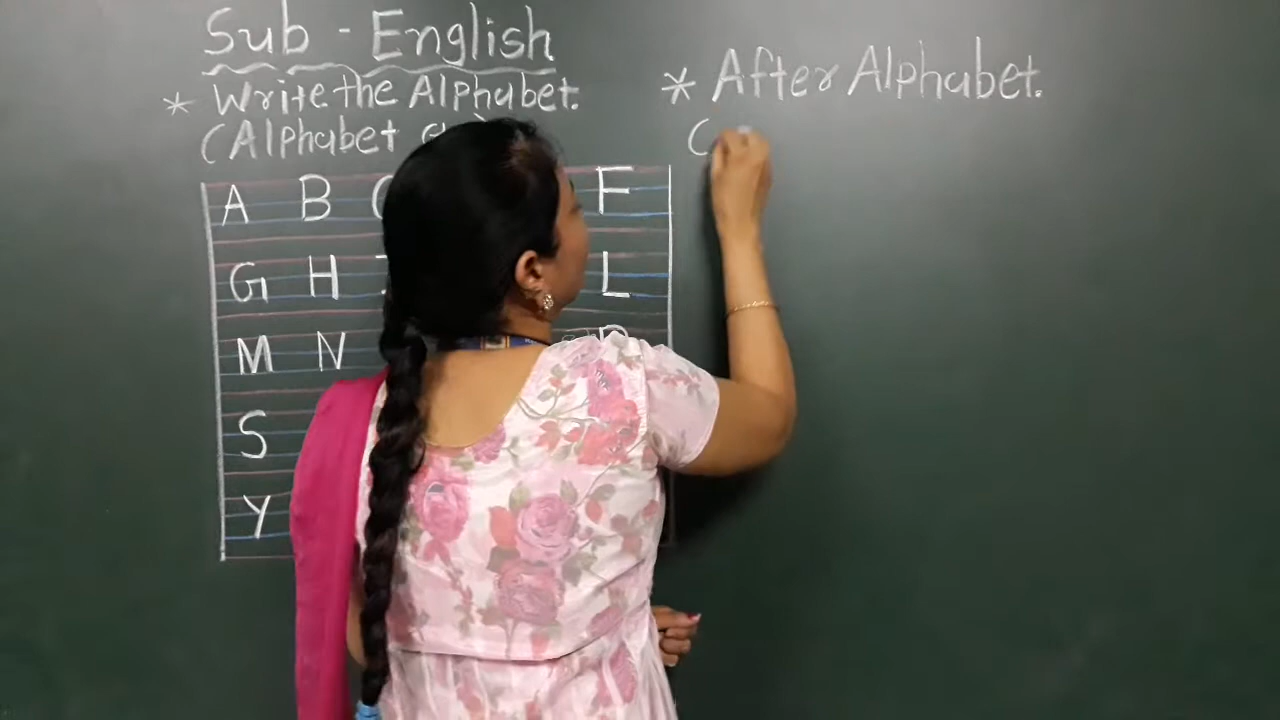 Sub - English
* Write the Alphabet.
(Alphabet
A B F
G H L
M N
S
Y
* After Alphabet.
(